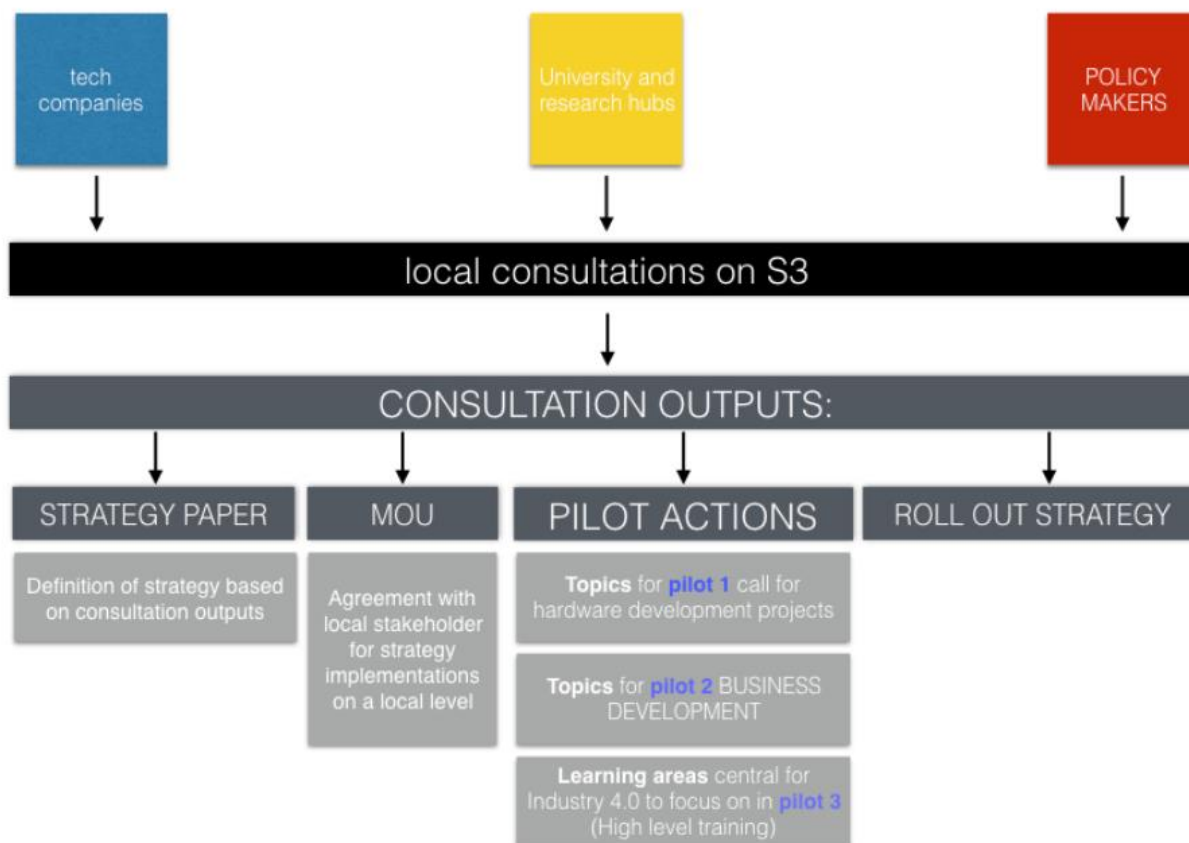 tech
companies
University and
research hubs
POLICY
MAKERS
local consultations on S3
CONSULTATION OUTPUTS:
STRATEGY PAPER
MOU
PILOT ACTIONS
ROLL OUT STRATEGY
Definition of strategy based
on consultation outputs
Agreement with
local stakeholder
for strategy
implementations
on a local level
Topics for pilot 1 call for
hardware development projects
Topics for pilot 2 BUSINESS
DEVELOPMENT
Learning areas central for
Industry 4.0 to focus on in pilot 3
(High level training)